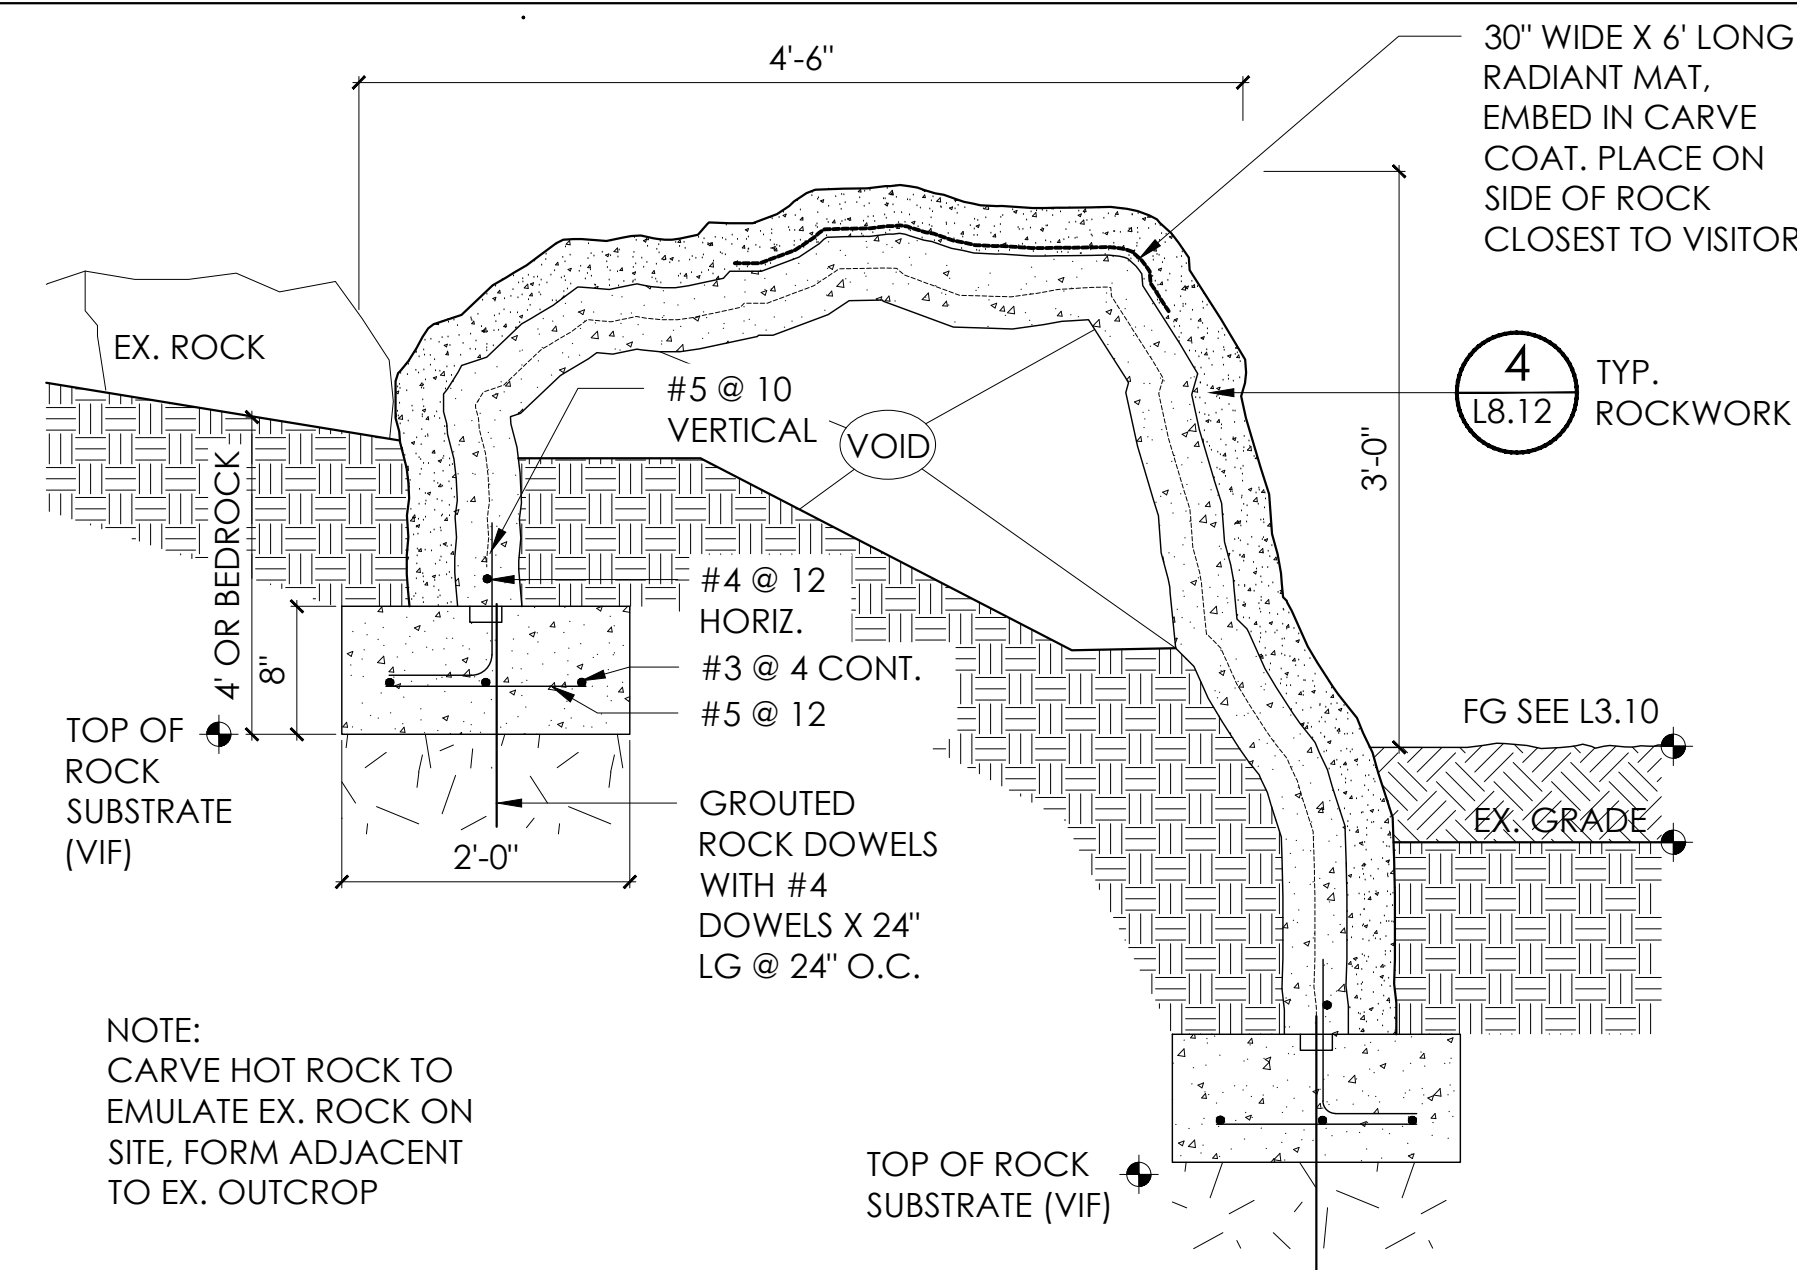 4'-6"
30" WIDE X 6' LONG
RADIANT MAT,
EMBED IN CARVE
COAT. PLACE ON
SIDE OF ROCK
CLOSEST TO VISITOR
EX. ROCK
#5 @ 10
VERTICAL
VOID
4
L8.12
TYP.
ROCKWORK
3'-0"
4' OR BEDROCK
8"
#4 @ 12
HORIZ.
#3 @ 4 CONT.
#5 @ 12
TOP OF
ROCK
SUBSTRATE
(VIF)
2'-0"
GROUTED
ROCK DOWELS
WITH #4
DOWELS X 24"
LG @ 24" O.C.
FG SEE L3.10
EX. GRADE
NOTE:
CARVE HOT ROCK TO
EMULATE EX. ROCK ON
SITE, FORM ADJACENT
TO EX. OUTCROP
TOP OF ROCK
SUBSTRATE (VIF)